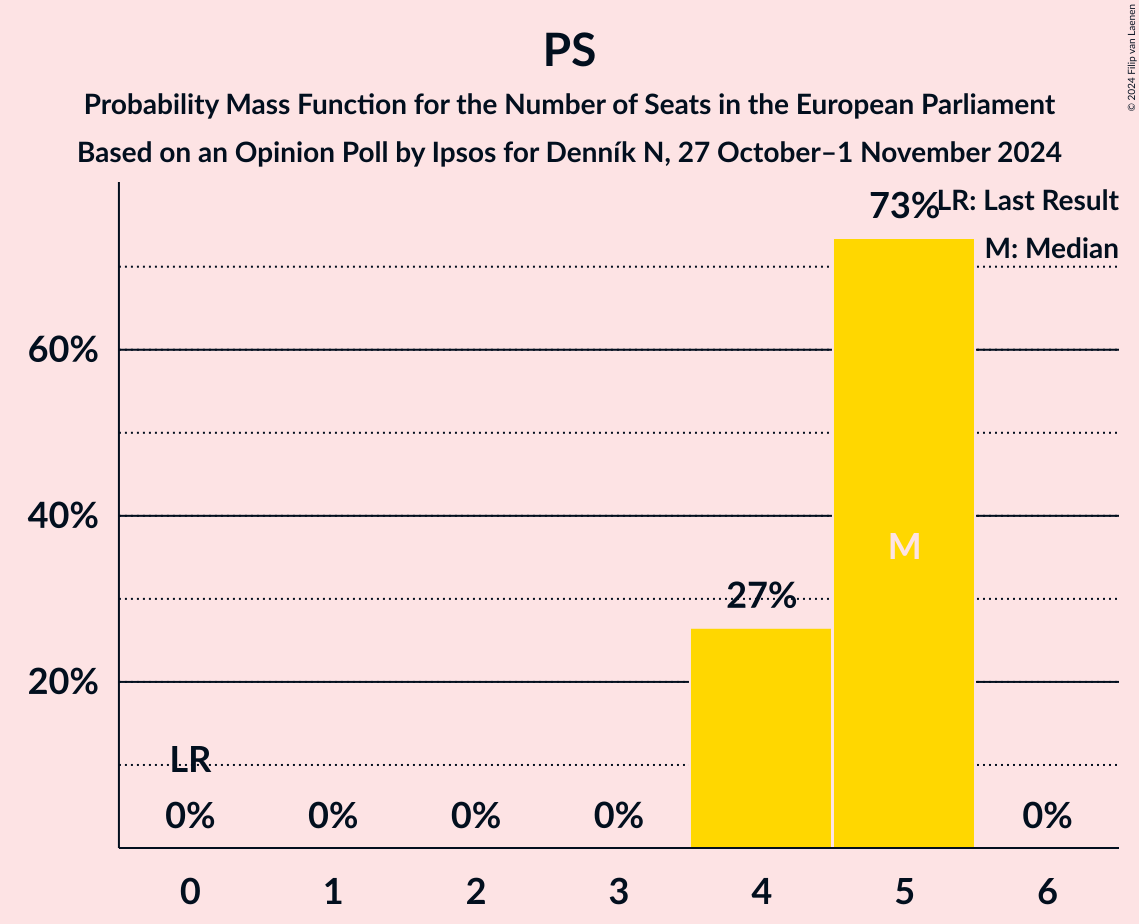 PS
Probability Mass Function for the Number of Seats in the European Parliament
Based on an Opinion Poll by Ipsos for Denník N, 27 October–1 November 2024
© 2024 Filip van Laenen
LR: Last Result
M: Median
73%
60%
40%
M
27%
20%
LR
0% 0% 0% 0% 0%
0 1 2 3 4 5 6